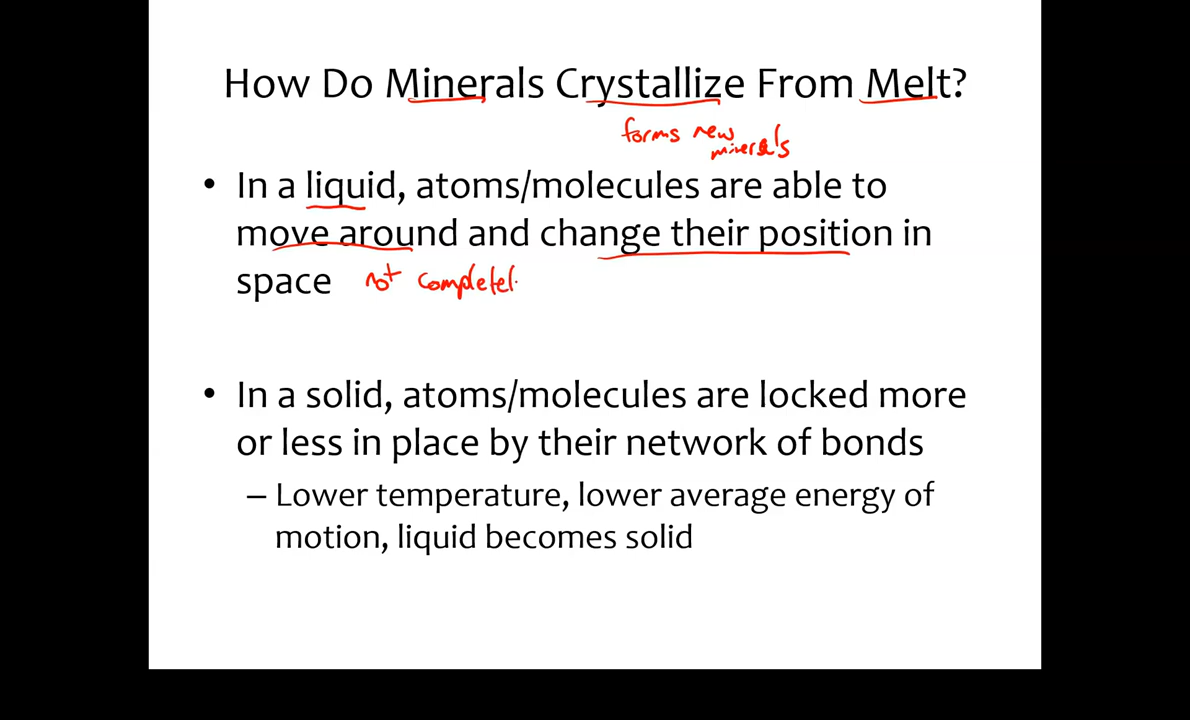 How Do Minerals Crystallize From Melt?
forms new
minerals
• In a liquid, atoms/molecules are able to
move around and change their position in
space not completel
• In a solid, atoms/molecules are locked more
or less in place by their network of bonds
– Lower temperature, lower average energy of
motion, liquid becomes solid